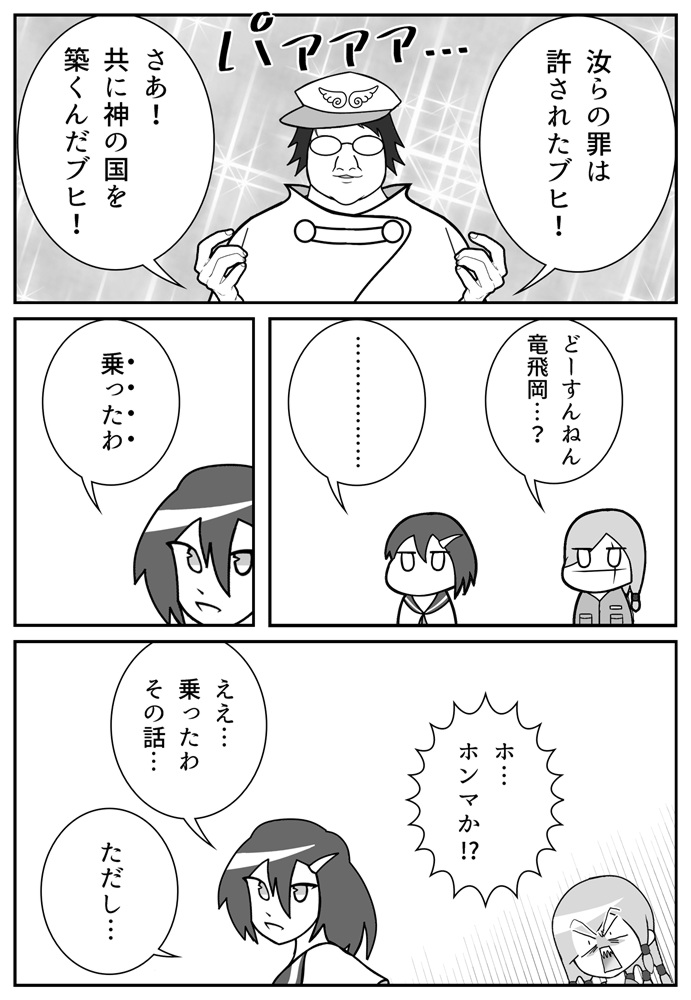 パァァァ…
汝らの罪は
許されたブヒ！
さあ！
共に神の国を
築くんだブヒ！
どーすんねん
竜飛岡…？
……………
乗ったわ
ホ…
ホンマか!?
ええ…
乗ったわ
その話…
ただし…